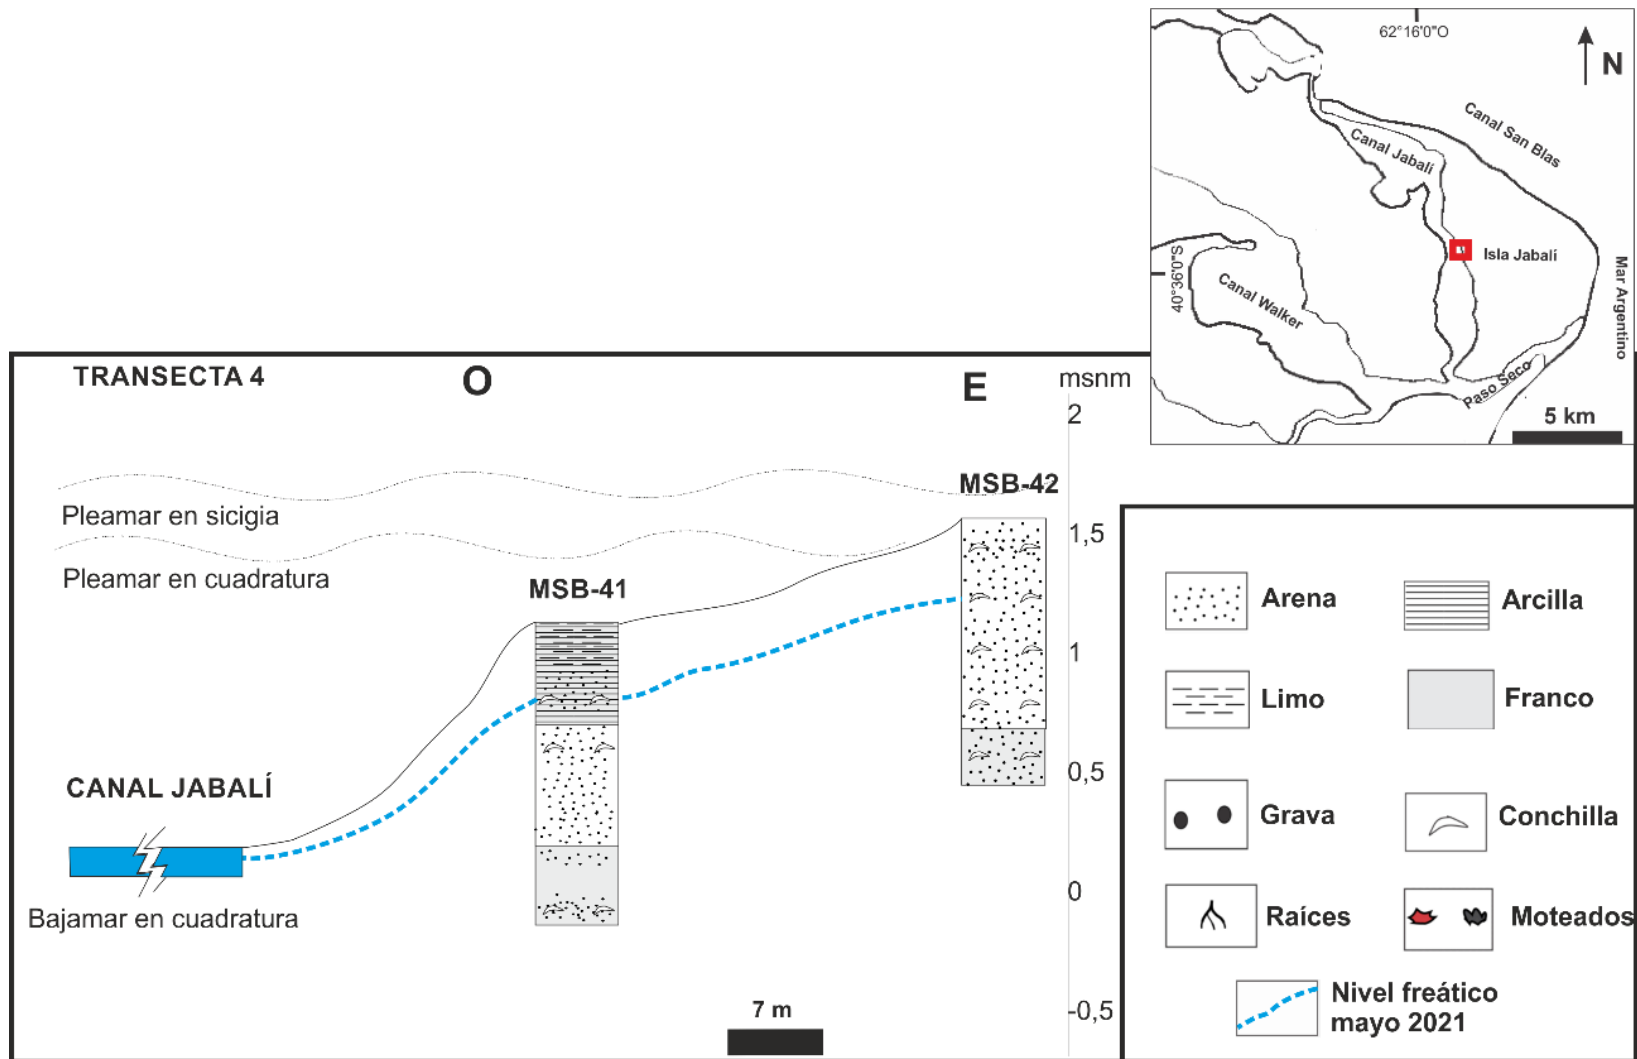 62°16'0"O
N
Canal San Blas
Canal Jabalí
Isla Jabalí
40°36'0"S
Canal Walker
Mar Argentino
Paso Seco
5 km
TRANSECTA 4
O
E
msnm
2
Pleamar en sicigia
MSB-42
1,5
Pleamar en cuadratura
MSB-41
1
0,5
CANAL JABALÍ
0
Bajamar en cuadratura
-0,5
7 m
Arena
Arcilla
Limo
Franco
Grava
Conchilla
Raíces
Moteados
Nivel freático
mayo 2021